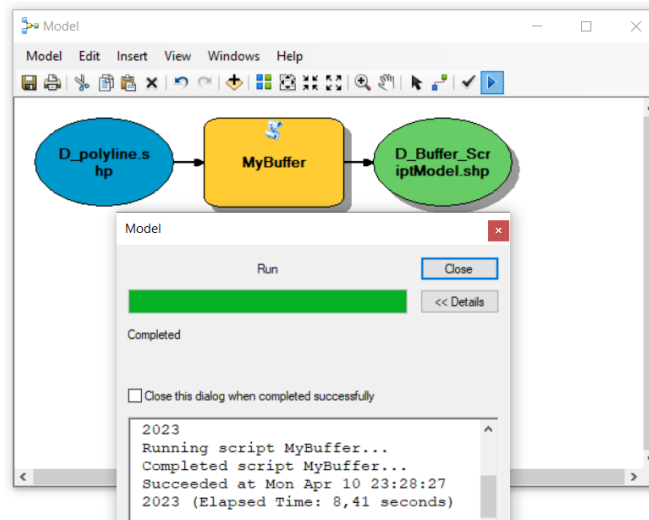 Model
Model Edit Insert View Windows Help
D_polyline.s
hp
MyBuffer
D_Buffer_Scr
iptModel.shp
Model
Run
Close
<< Details
Completed
Close this dialog when completed successfully
2023
Running script MyBuffer...
Completed script MyBuffer...
Succeeded at Mon Apr 10 23:28:27
2023 (Elapsed Time: 8,41 seconds)